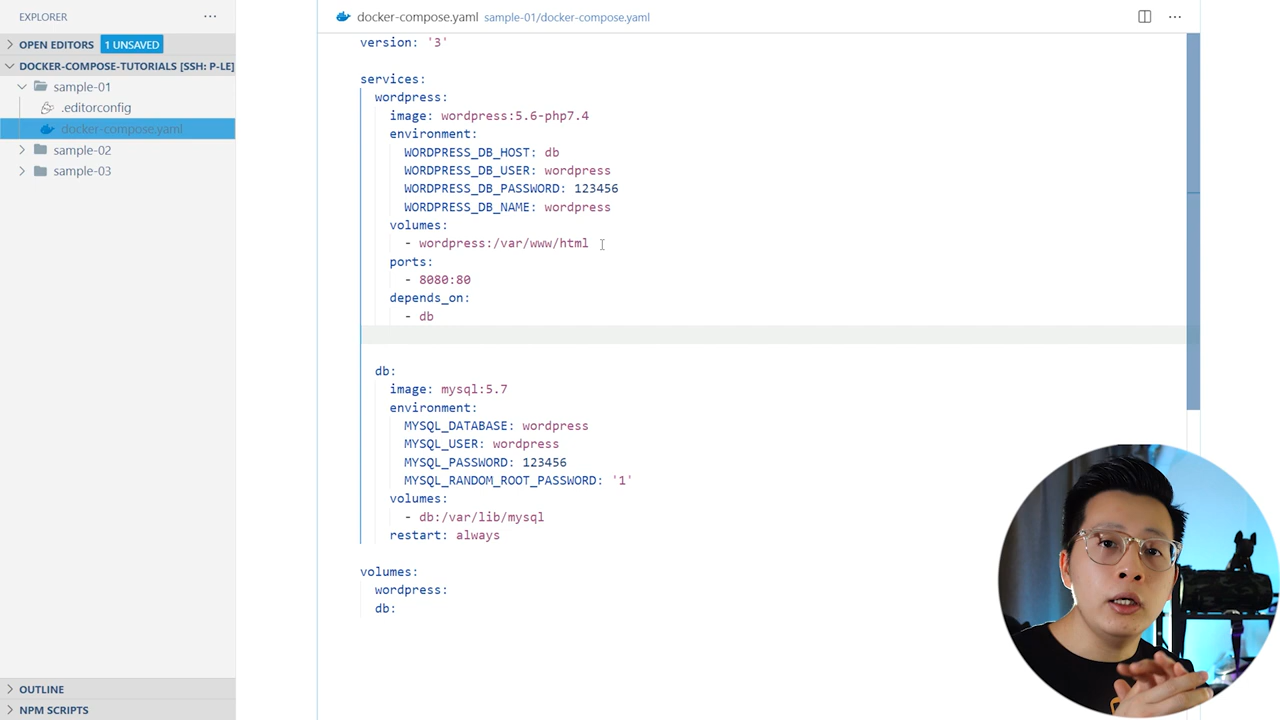 EXPLORER
OPEN EDITORS 1 UNSAVED
DOCKER-COMPOSE-TUTORIALS [SSH: P-LE]
sample-01
.editorconfig
docker-compose.yaml
sample-02
sample-03
OUTLINE
NPM SCRIPTS
docker-compose.yaml sample-01/docker-compose.yaml
version: '3'
services:
wordpress:
image: wordpress:5.6-php7.4
environment:
WORDPRESS_DB_HOST: db
WORDPRESS_DB_USER: wordpress
WORDPRESS_DB_PASSWORD: 123456
WORDPRESS_DB_NAME: wordpress
volumes:
- wordpress:/var/www/html
ports:
- 8080:80
depends_on:
- db
db:
image: mysql:5.7
environment:
MYSQL_DATABASE: wordpress
MYSQL_USER: wordpress
MYSQL_PASSWORD: 123456
MYSQL_RANDOM_ROOT_PASSWORD: '1'
volumes:
- db:/var/lib/mysql
restart: always
volumes:
wordpress:
db: